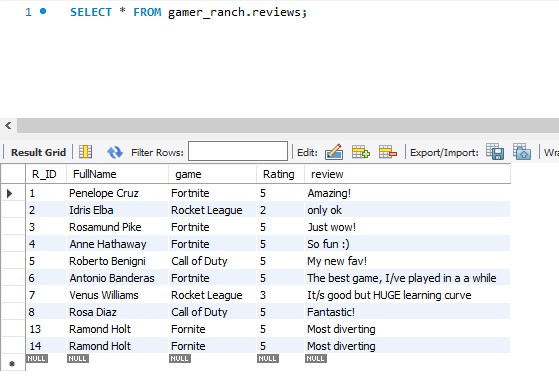 1 SELECT * FROM gamer_ranch.reviews;
Result Grid Filter Rows: Edit: Export/Import: Wra
R_ID FullName game Rating review
1 Penelope Cruz Fortnite 5 Amazing!
2 Idris Elba Rocket League 2 only ok
3 Rosamund Pike Fortnite 5 Just wow!
4 Anne Hathaway Fortnite 5 So fun :)
5 Roberto Benigni Call of Duty 5 My new fav!
6 Antonio Banderas Fortnite 5 The best game, I/ve played in a a while
7 Venus Williams Rocket League 3 It/s good but HUGE learning curve
8 Rosa Diaz Call of Duty 5 Fantastic!
13 Ramond Holt Fornite 5 Most diverting
14 Ramond Holt Fornite 5 Most diverting
NULL NULL NULL NULL NULL